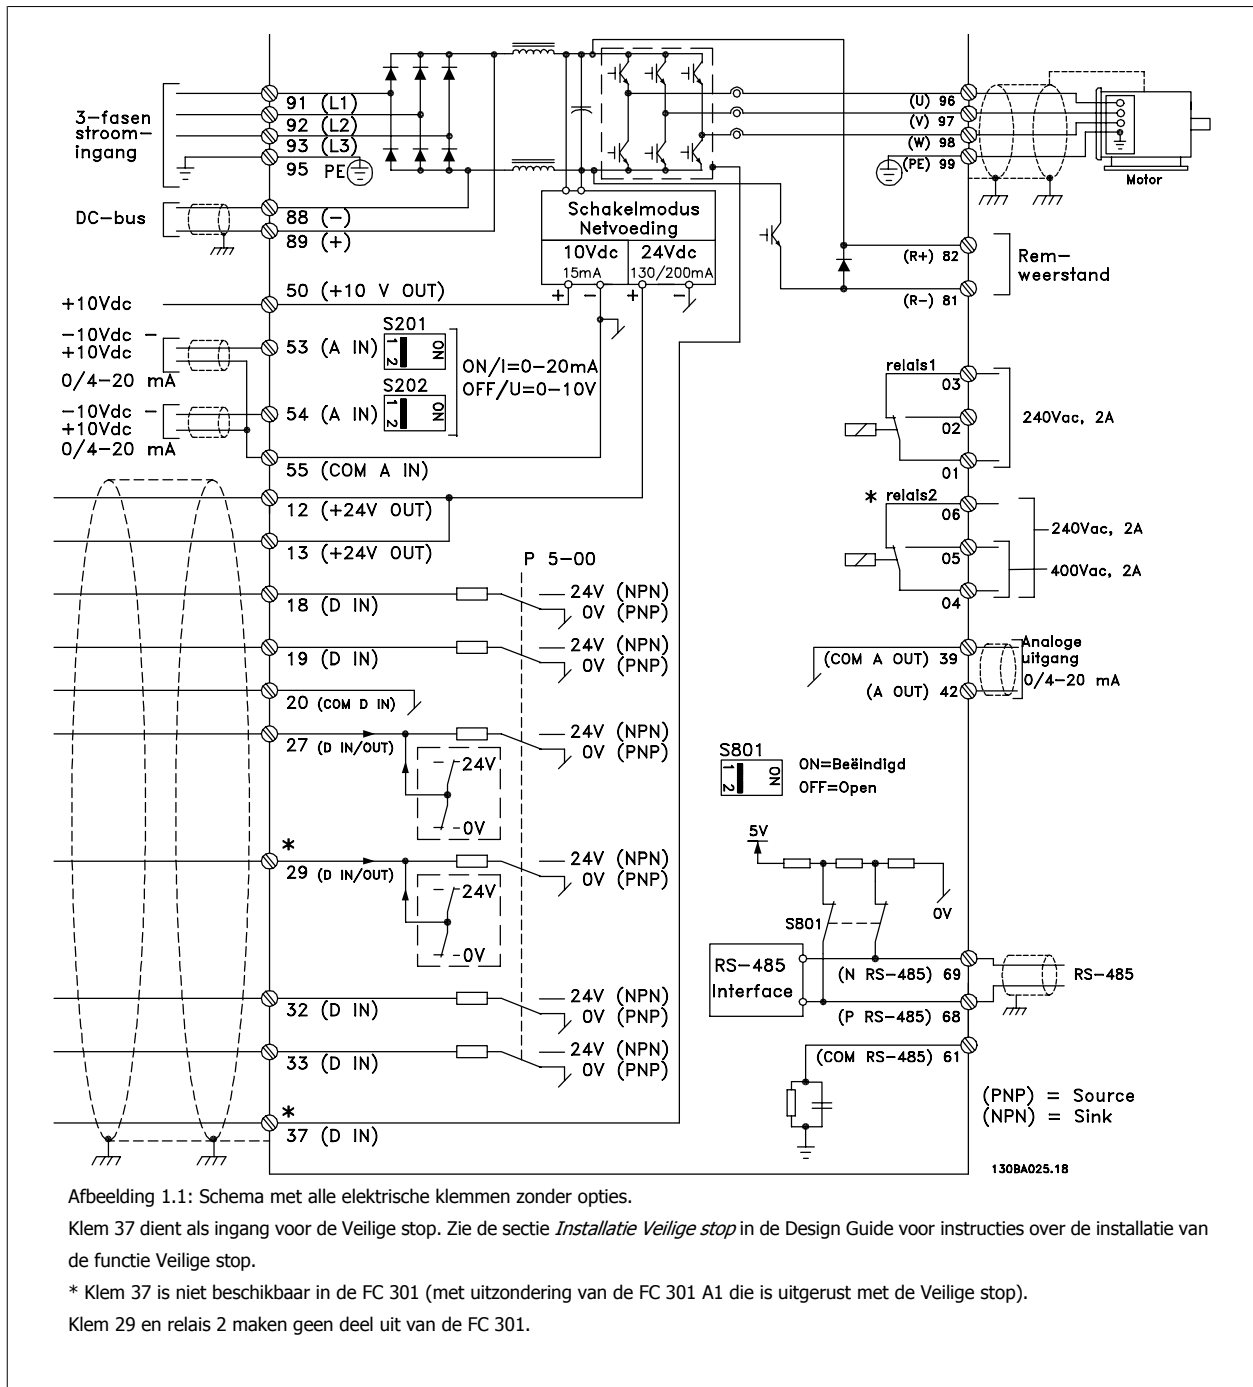 3-fasen
stroom-
ingang
91 (L1)
92 (L2)
93 (L3)
95 PE
DC-bus
88 (-)
89 (+)
Schakelmodus
Netvoeding
10Vdc
15mA
24Vdc
130/200mA
+ - + -
(U) 96
(V) 97
(W) 98
(PE) 99
Motor
(R+) 82
(R-) 81
Rem-
weerstand
+10Vdc
50 (+10 V OUT)
-10Vdc -
+10Vdc
0/4-20 mA
53 (A IN)
S201
1 2
ON
-10Vdc -
+10Vdc
0/4-20 mA
54 (A IN)
S202
1 2
ON
ON/I=0-20mA
OFF/U=0-10V
55 (COM A IN)
12 (+24V OUT)
13 (+24V OUT)
P 5-00
18 (D IN)
24V (NPN)
0V (PNP)
19 (D IN)
24V (NPN)
0V (PNP)
20 (COM D IN)
27 (D IN/OUT)
24V (NPN)
0V (PNP)
24V
0V
*
29 (D IN/OUT)
24V (NPN)
0V (PNP)
24V
0V
32 (D IN)
24V (NPN)
0V (PNP)
33 (D IN)
24V (NPN)
0V (PNP)
*
37 (D IN)
relais1
03
02
01
240Vac, 2A
* relais2
06
05
04
240Vac, 2A
400Vac, 2A
(COM A OUT) 39
(A OUT) 42
Analoge
uitgang
0/4-20 mA
S801
1 2
ON
ON=Beëindigd
OFF=Open
5V
S801
0V
RS-485
Interface
(N RS-485) 69
(P RS-485) 68
RS-485
(COM RS-485) 61
(PNP) = Source
(NPN) = Sink
130BA025.18
Afbeelding 1.1: Schema met alle elektrische klemmen zonder opties.
Klem 37 dient als ingang voor de Veilige stop. Zie de sectie Installatie Veilige stop in de Design Guide voor instructies over de installatie van
de functie Veilige stop.
* Klem 37 is niet beschikbaar in de FC 301 (met uitzondering van de FC 301 A1 die is uitgerust met de Veilige stop).
Klem 29 en relais 2 maken geen deel uit van de FC 301.